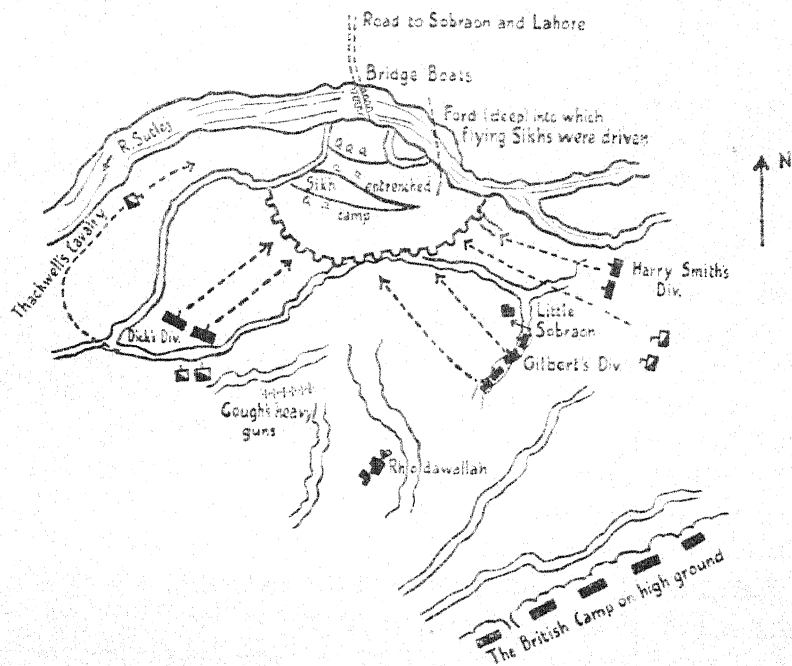 Road to Sobraon and Lahore
Bridge Boats
Ford (deep) into which
flying Sikhs were driven
R. Sutlej
N
Sikh entrenched
camp
Thackwell's Cavalry
Harry Smith's
Div.
Dick's Div.
Little
Sobraon
Gilbert's Div
Gough's heavy
guns
Rhodawallah
The British Camp on high ground